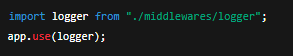 import logger from "./middlewares/logger";
app.use(logger);